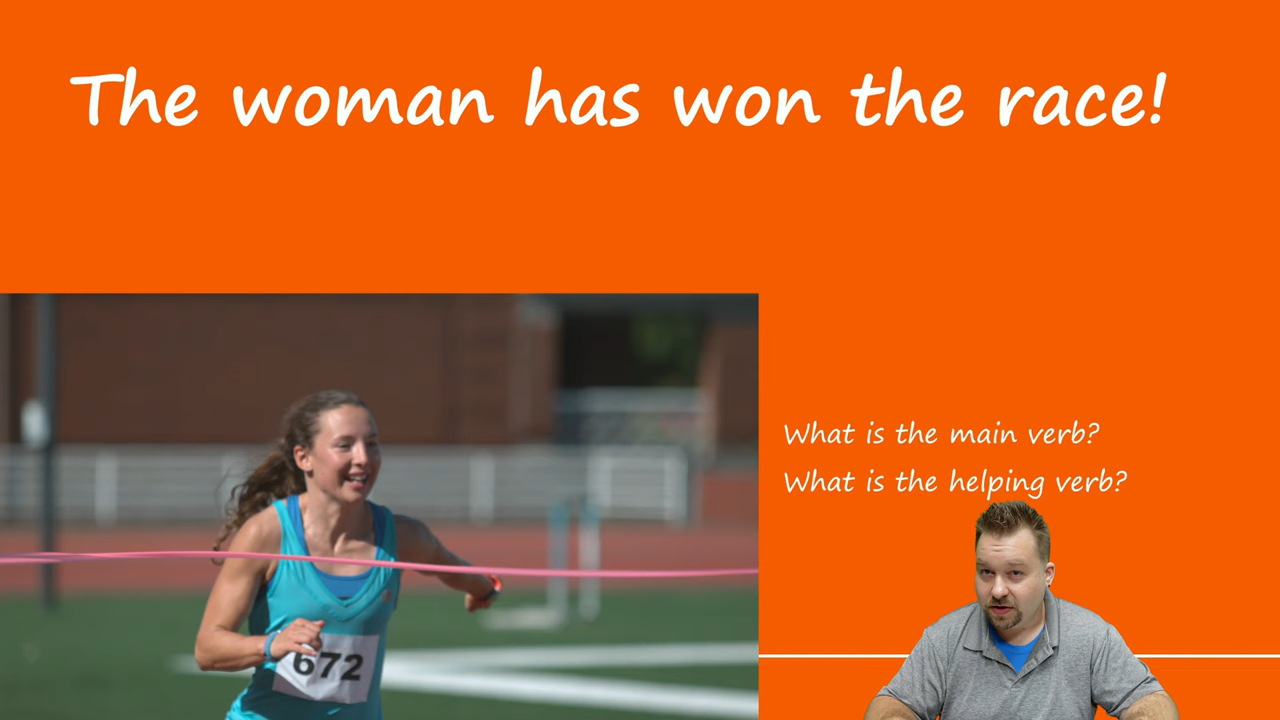 The woman has won the race!
What is the main verb?
What is the helping verb?
672